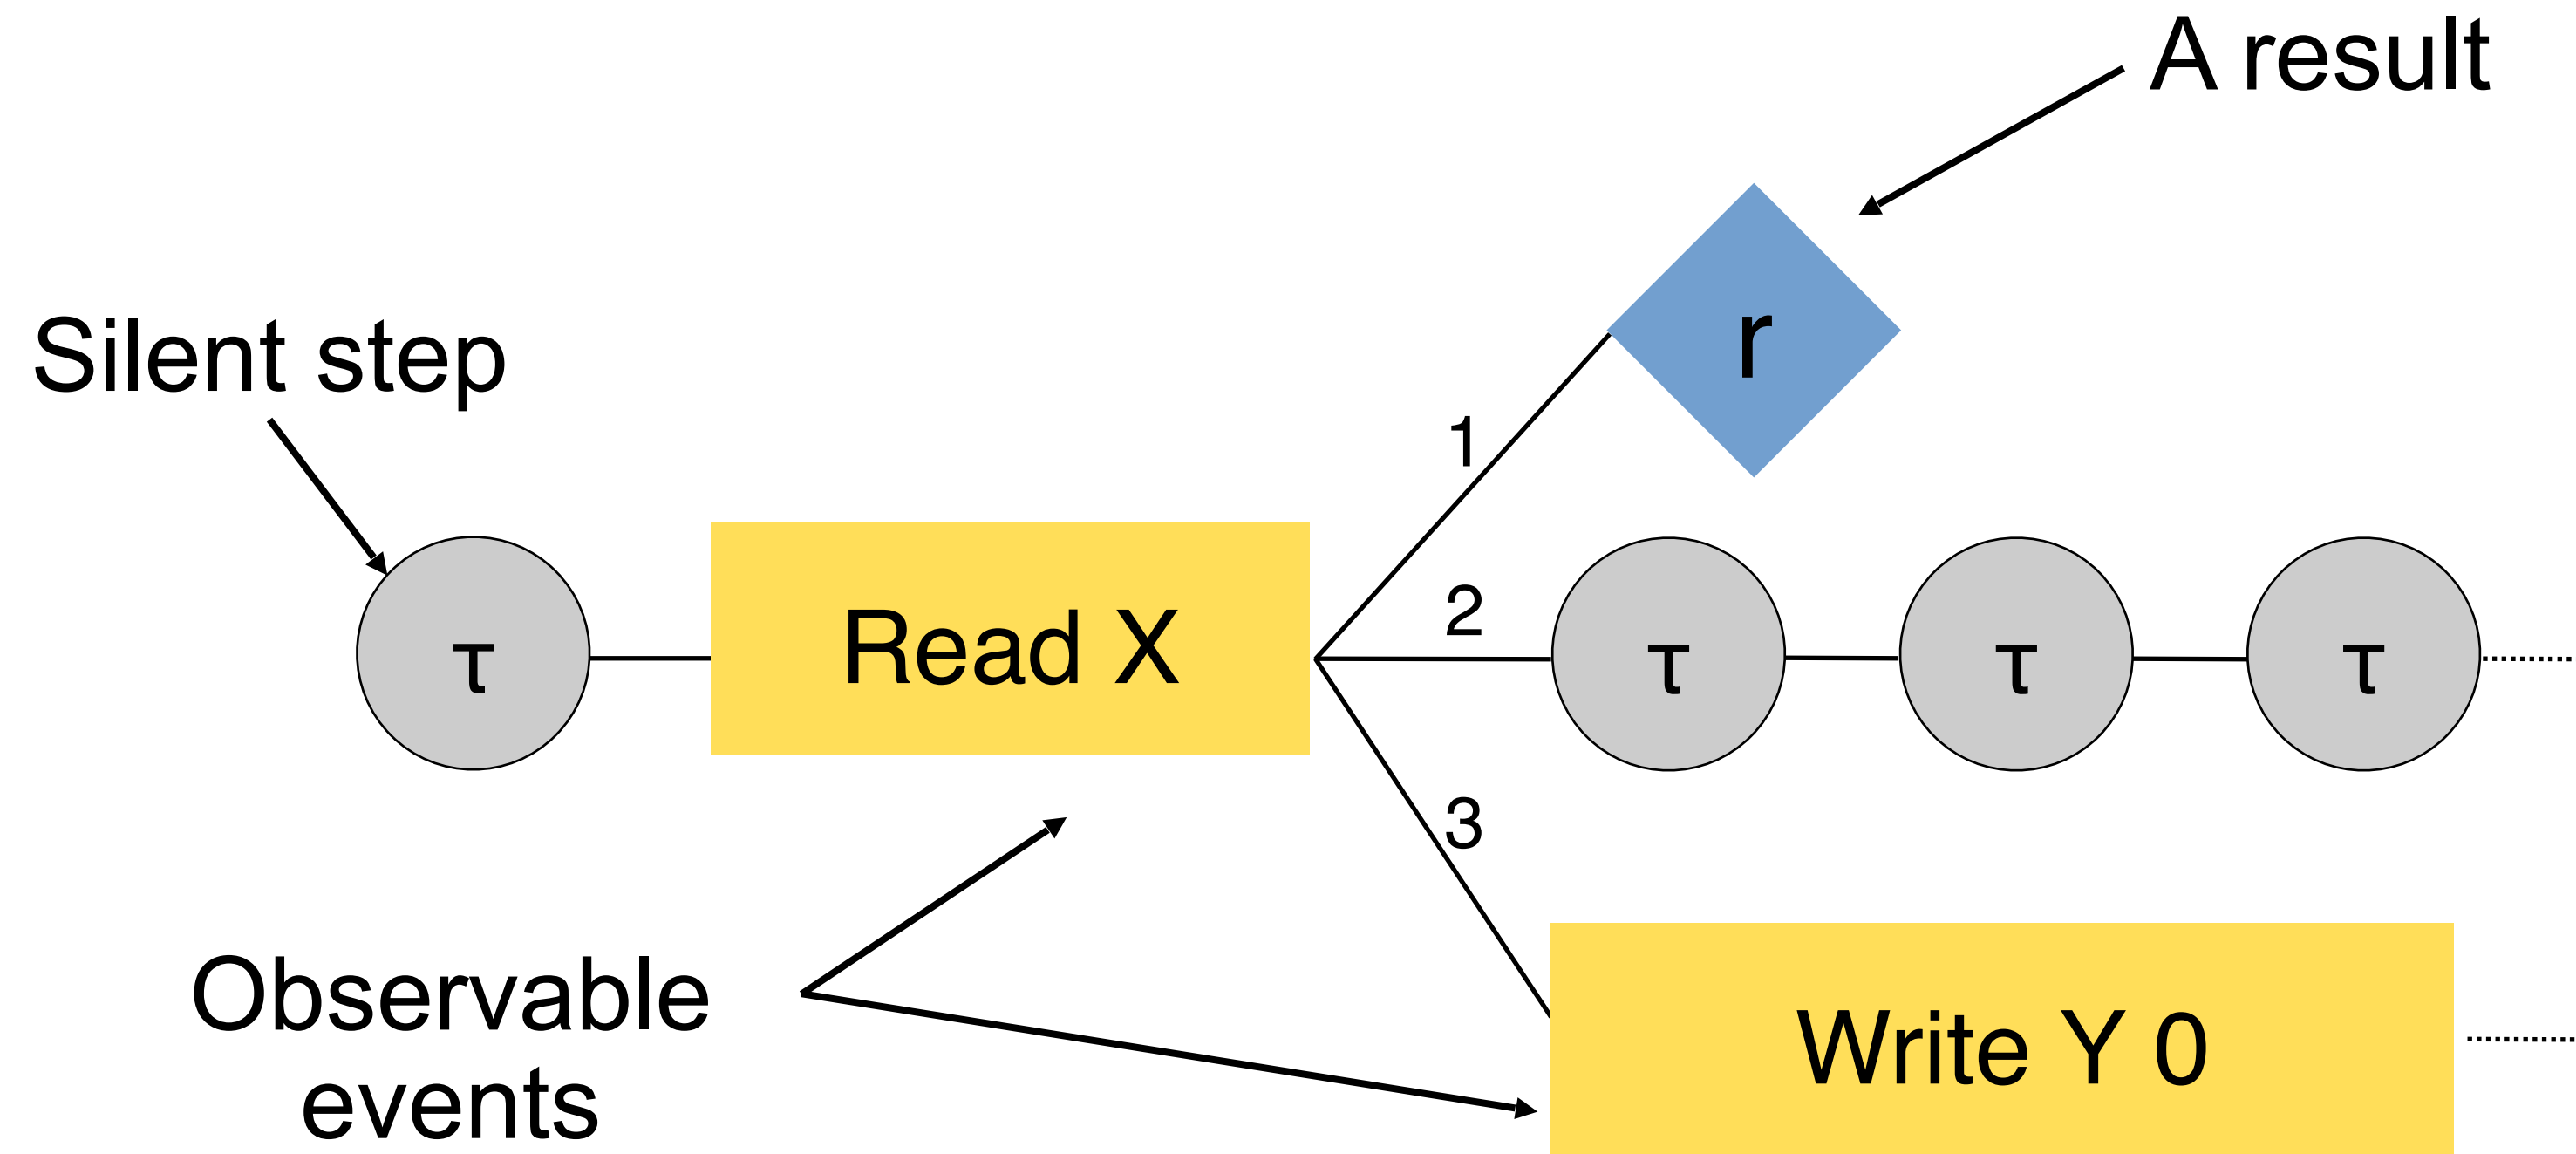 A result
r
Silent step
1
τ
Read X
2
τ
τ
τ
3
Observable
events
Write Y 0